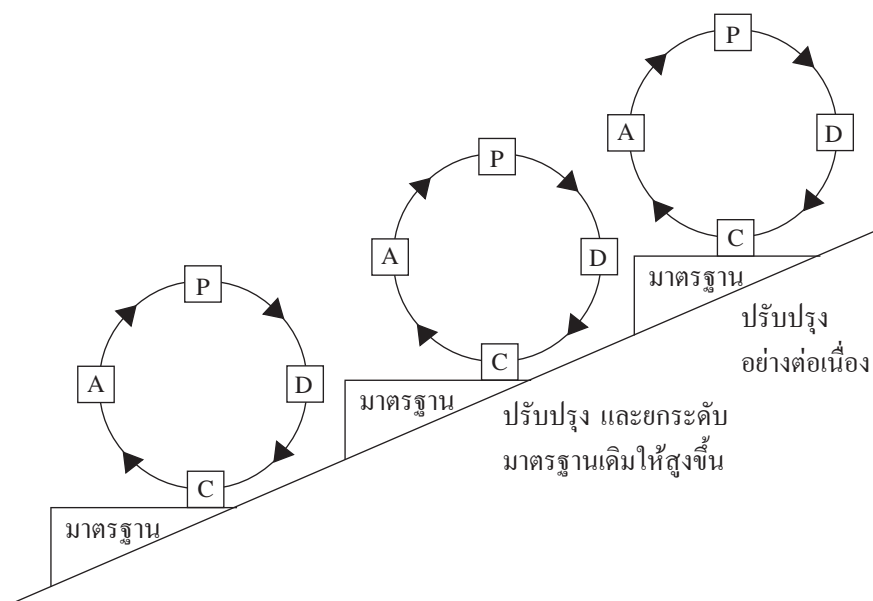 P
A
D
C
มาตรฐาน
P
A
D
C
มาตรฐาน
ปรับปรุง และยกระดับ
มาตรฐานเดิมให้สูงขึ้น
P
A
D
C
มาตรฐาน
ปรับปรุง
อย่างต่อเนื่อง